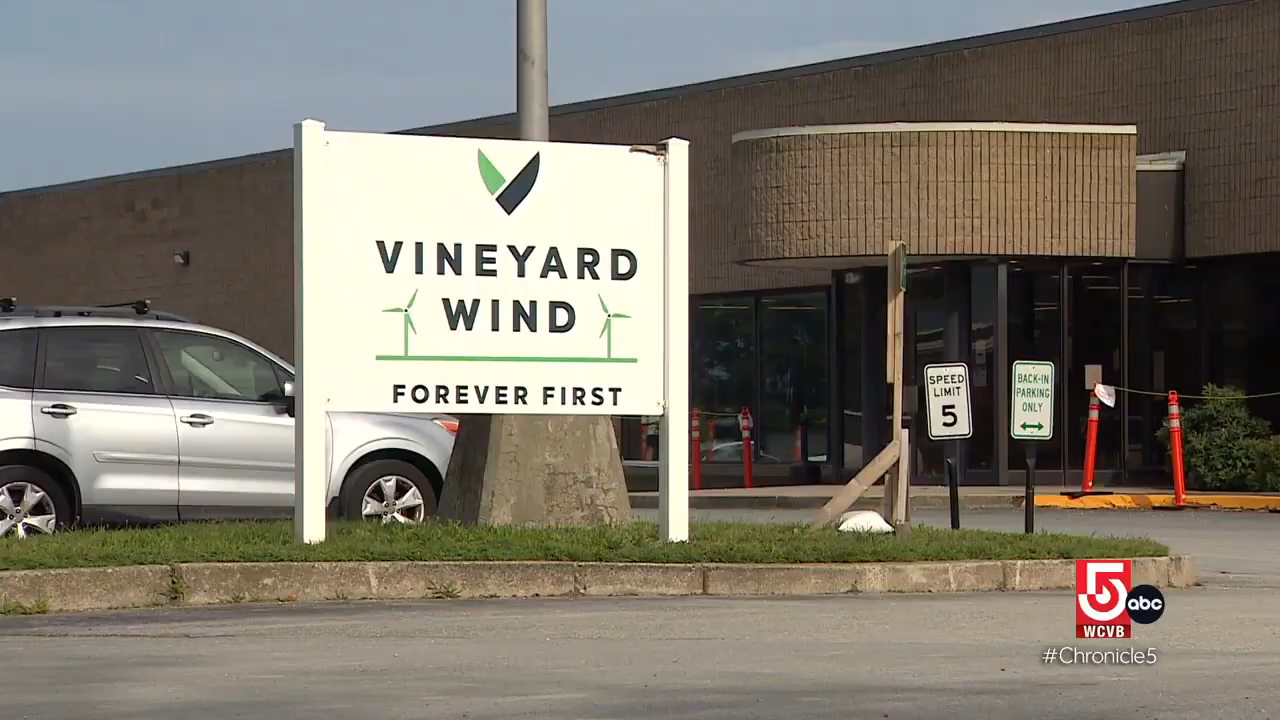 VINEYARD
WIND
FOREVER FIRST
SPEED
LIMIT
5
BACK-IN
PARKING
ONLY
5
abc
WCVB
#Chronicle5